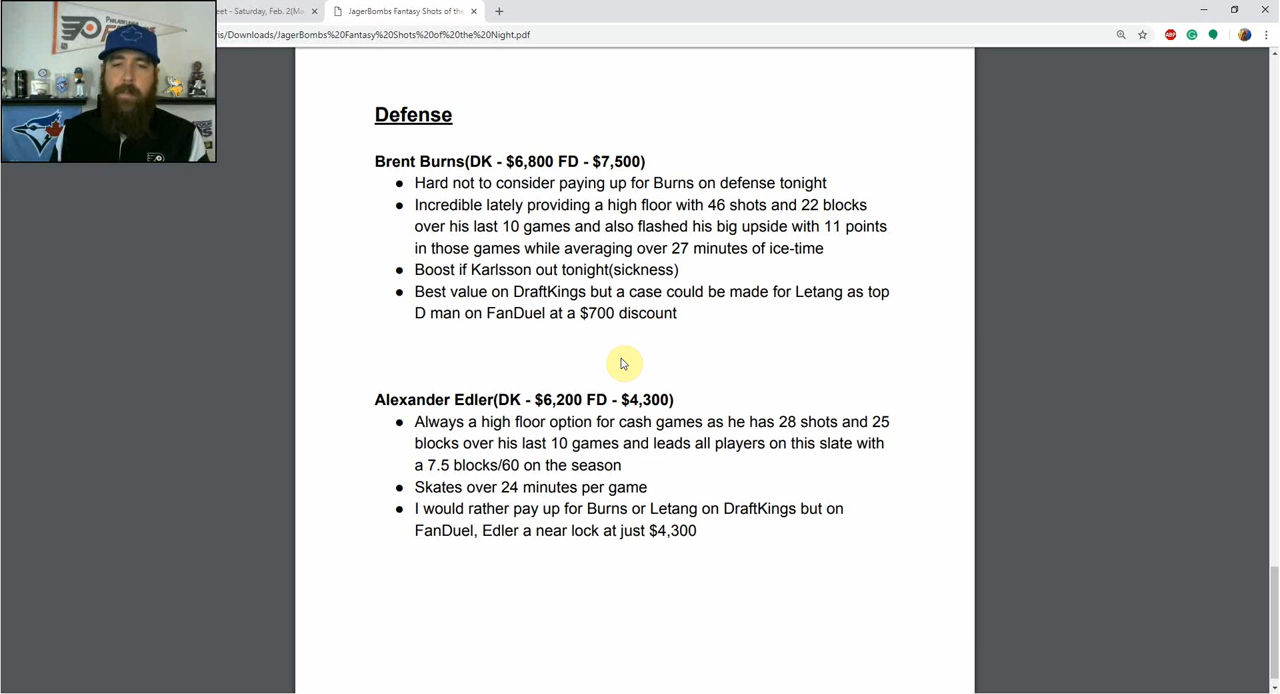 PHILADELPHIA
eet - Saturday, Feb. 2(Ma
JagerBombs Fantasy Shots of the
is/Downloads/JagerBombs%20Fantasy%20Shots%20of%20the%20Night.pdf
ABP
Defense
Brent Burns(DK - $6,800 FD - $7,500)
● Hard not to consider paying up for Burns on defense tonight
● Incredible lately providing a high floor with 46 shots and 22 blocks
over his last 10 games and also flashed his big upside with 11 points
in those games while averaging over 27 minutes of ice-time
● Boost if Karlsson out tonight(sickness)
● Best value on DraftKings but a case could be made for Letang as top
D man on FanDuel at a $700 discount
Alexander Edler(DK - $6,200 FD - $4,300)
● Always a high floor option for cash games as he has 28 shots and 25
blocks over his last 10 games and leads all players on this slate with
a 7.5 blocks/60 on the season
● Skates over 24 minutes per game
● I would rather pay up for Burns or Letang on DraftKings but on
FanDuel, Edler a near lock at just $4,300